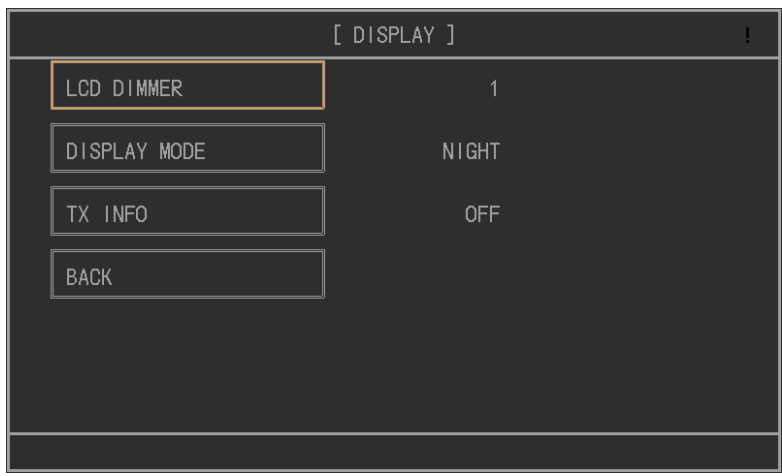 [ DISPLAY ] !
LCD DIMMER 1
DISPLAY MODE NIGHT
TX INFO OFF
BACK